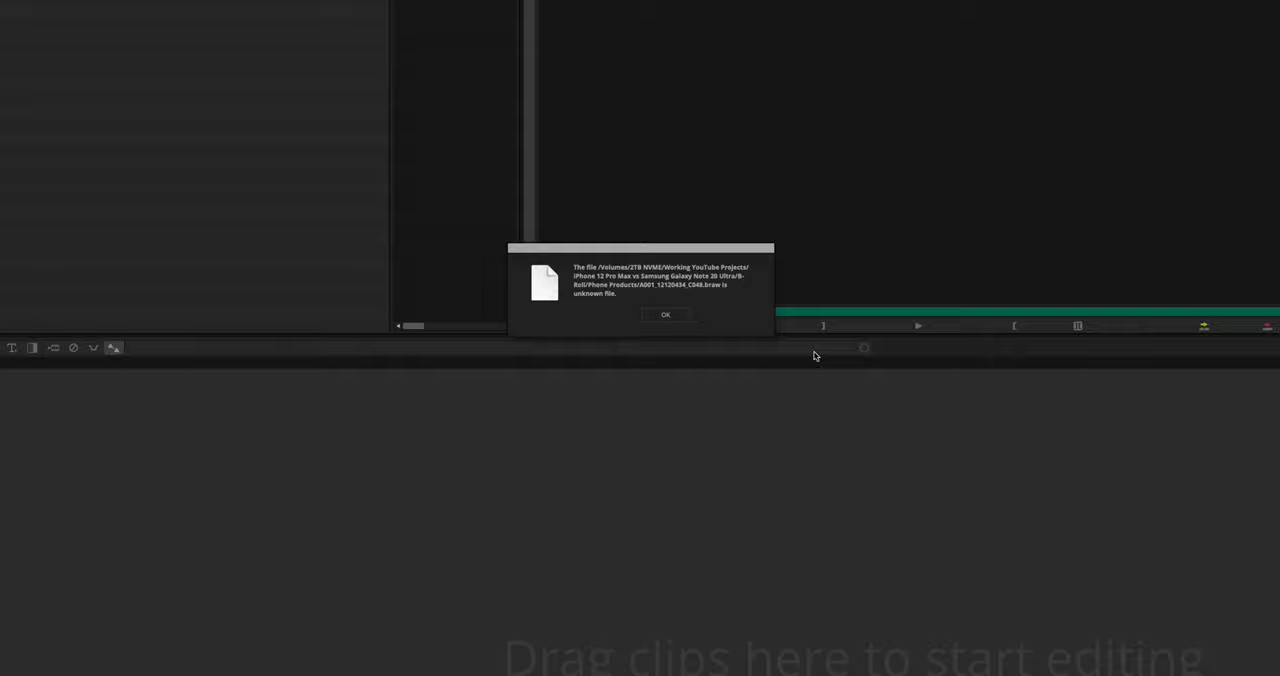 The file /Volumes/2TB NVME/Working YouTube Projects/
iPhone 12 Pro Max vs Samsung Galaxy Note 20 Ultra/B-
Roll/Phone Products/A001_12120434_C048.braw is
unknown file.
OK
T
Drag clips here to start editing